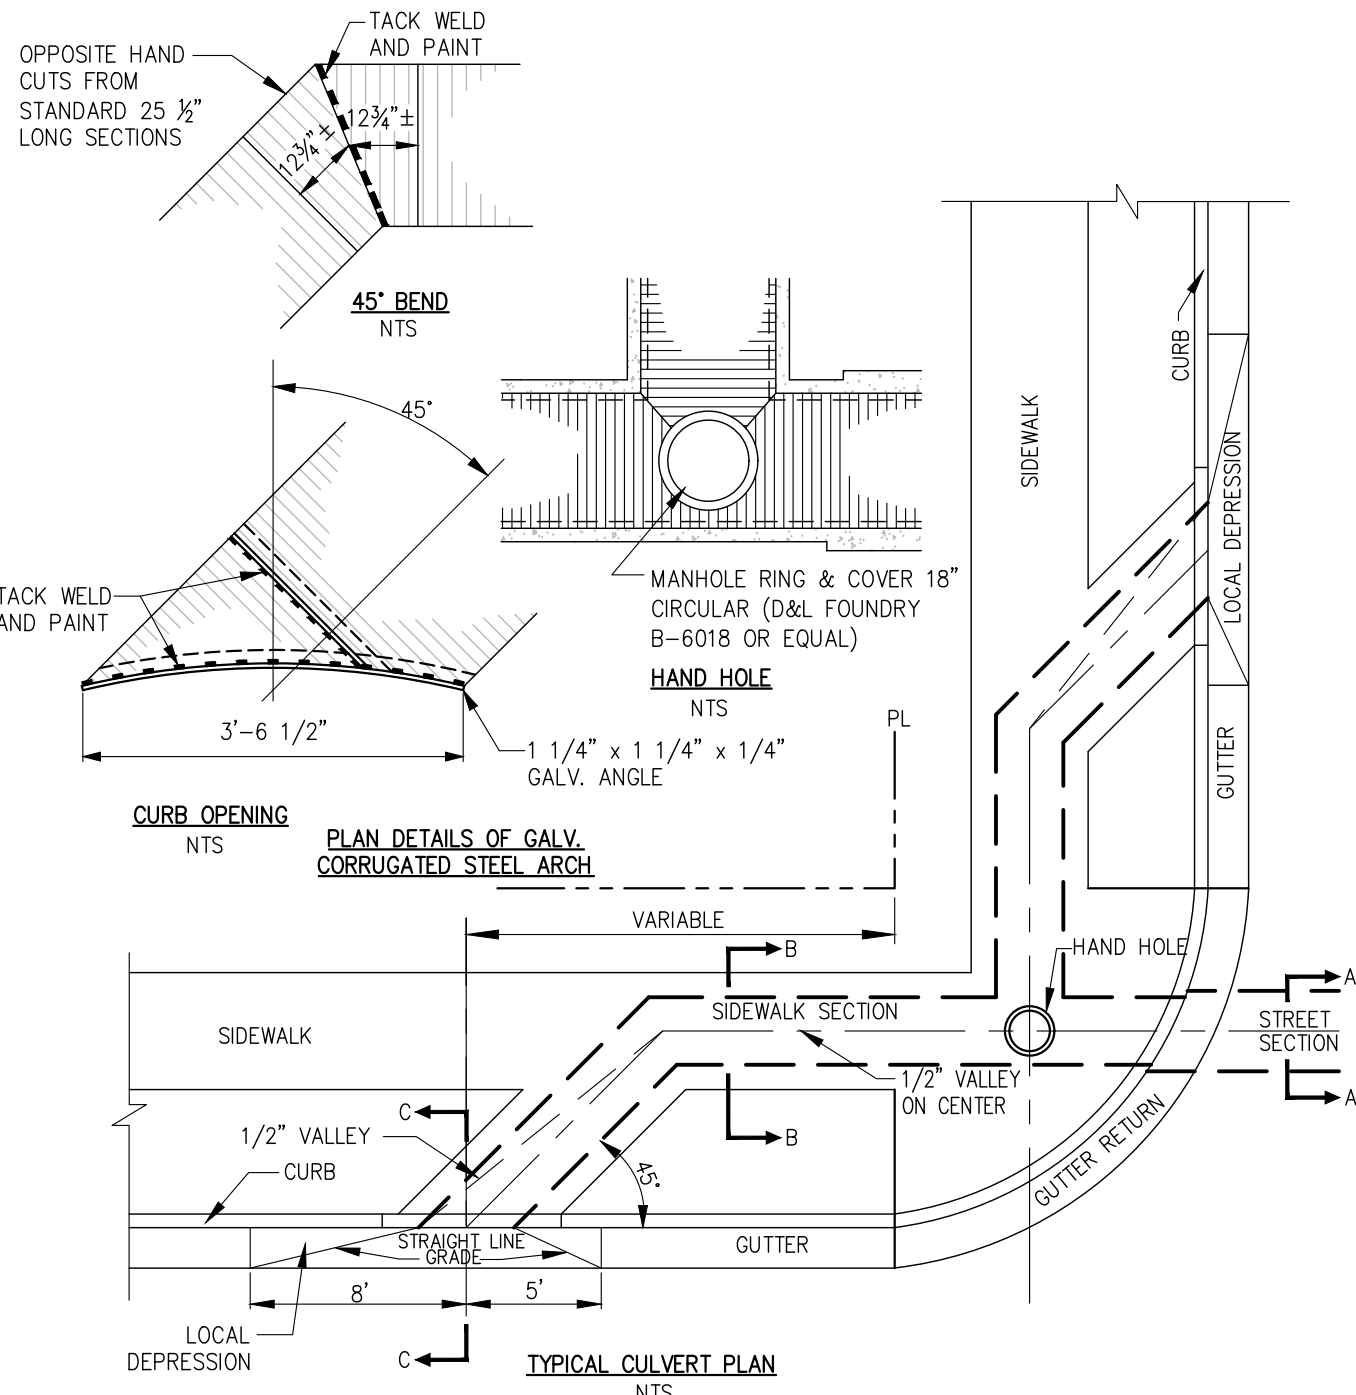 TACK WELD
AND PAINT
OPPOSITE HAND
CUTS FROM
STANDARD 25 ½"
LONG SECTIONS
12¾"±
12¾"±
45° BEND
NTS
45°
TACK WELD
AND PAINT
3'-6 1/2"
1 1/4" x 1 1/4" x 1/4"
GALV. ANGLE
CURB OPENING
NTS
MANHOLE RING & COVER 18"
CIRCULAR (D&L FOUNDRY
B-6018 OR EQUAL)
HAND HOLE
NTS
PLAN DETAILS OF GALV.
CORRUGATED STEEL ARCH
PL
VARIABLE
SIDEWALK
CURB
LOCAL DEPRESSION
GUTTER
HAND HOLE
B
A
SIDEWALK SECTION
STREET
SECTION
SIDEWALK
1/2" VALLEY
ON CENTER
A
C
B
1/2" VALLEY
CURB
45°
GUTTER RETURN
STRAIGHT LINE
GRADE
GUTTER
8'
5'
LOCAL
DEPRESSION
C
TYPICAL CULVERT PLAN
NTS